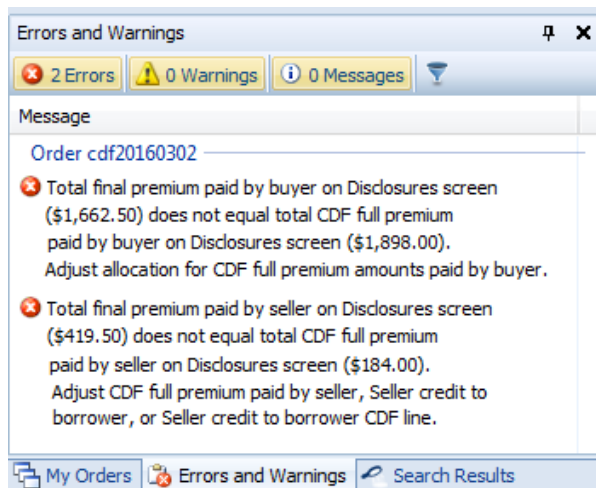 Errors and Warnings
2 Errors 0 Warnings 0 Messages
Message
Order cdf20160302
Total final premium paid by buyer on Disclosures screen
($1,662.50) does not equal total CDF full premium
paid by buyer on Disclosures screen ($1,898.00).
Adjust allocation for CDF full premium amounts paid by buyer.
Total final premium paid by seller on Disclosures screen
($419.50) does not equal total CDF full premium
paid by seller on Disclosures screen ($184.00).
Adjust CDF full premium paid by seller, Seller credit to
borrower, or Seller credit to borrower CDF line.
My Orders Errors and Warnings Search Results